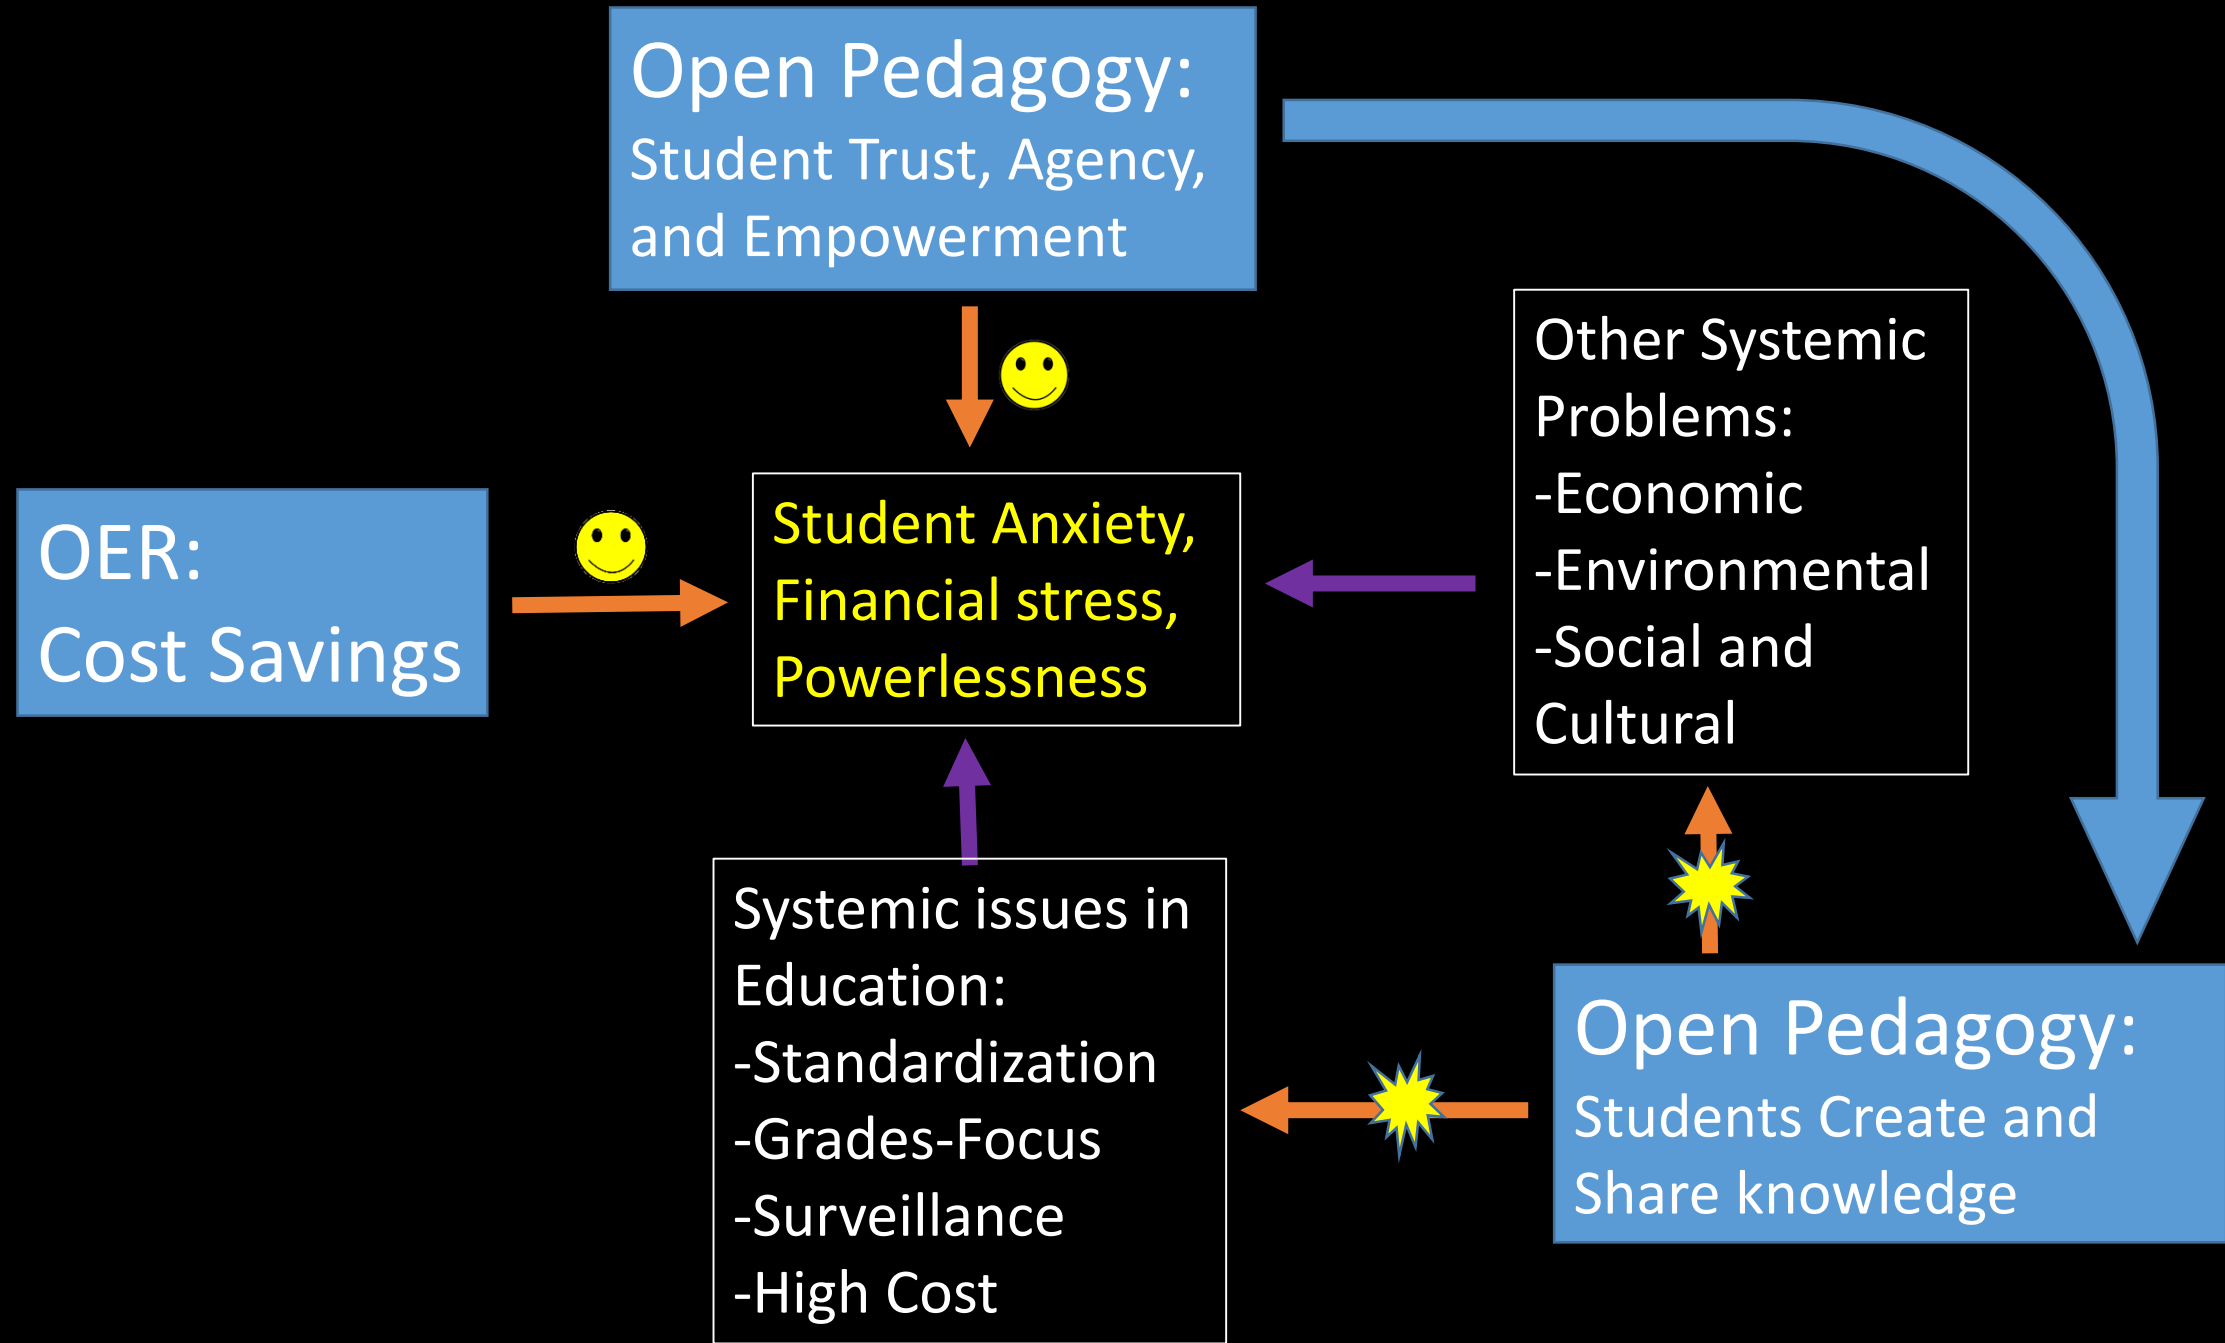 Open Pedagogy:
Student Trust, Agency,
and Empowerment
Other Systemic
Problems:
-Economic
-Environmental
-Social and
Cultural
OER:
Cost Savings
Student Anxiety,
Financial stress,
Powerlessness
Systemic issues in
Education:
-Standardization
-Grades-Focus
-Surveillance
-High Cost
Open Pedagogy:
Students Create and
Share knowledge